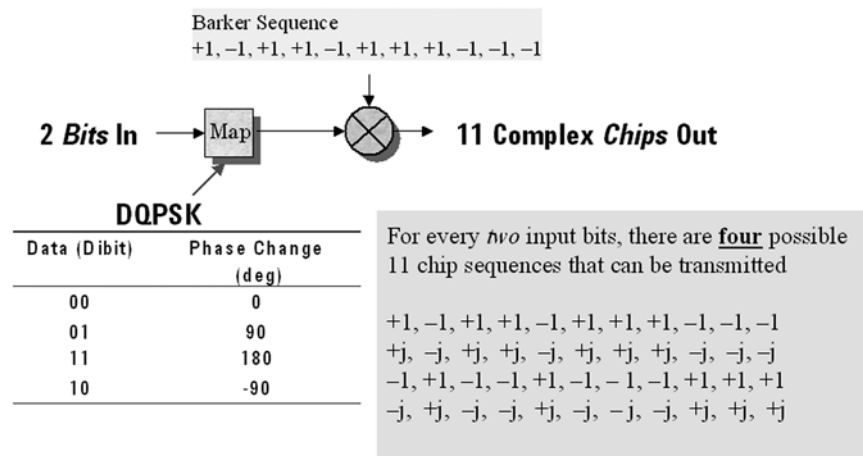 Barker Sequence
+1, –1, +1, +1, –1, +1, +1, +1, –1, –1, –1
2 Bits In
Map
11 Complex Chips Out
DQPSK
Data (Dibit) Phase Change
(deg)
00 0
01 90
11 180
10 -90
For every two input bits, there are four possible
11 chip sequences that can be transmitted
+1, –1, +1, +1, –1, +1, +1, +1, –1, –1, –1
+j, –j, +j, +j, –j, +j, +j, +j, –j, –j, –j
–1, +1, –1, –1, +1, –1, – 1, –1, +1, +1, +1
–j, +j, –j, –j, +j, –j, – j, –j, +j, +j, +j